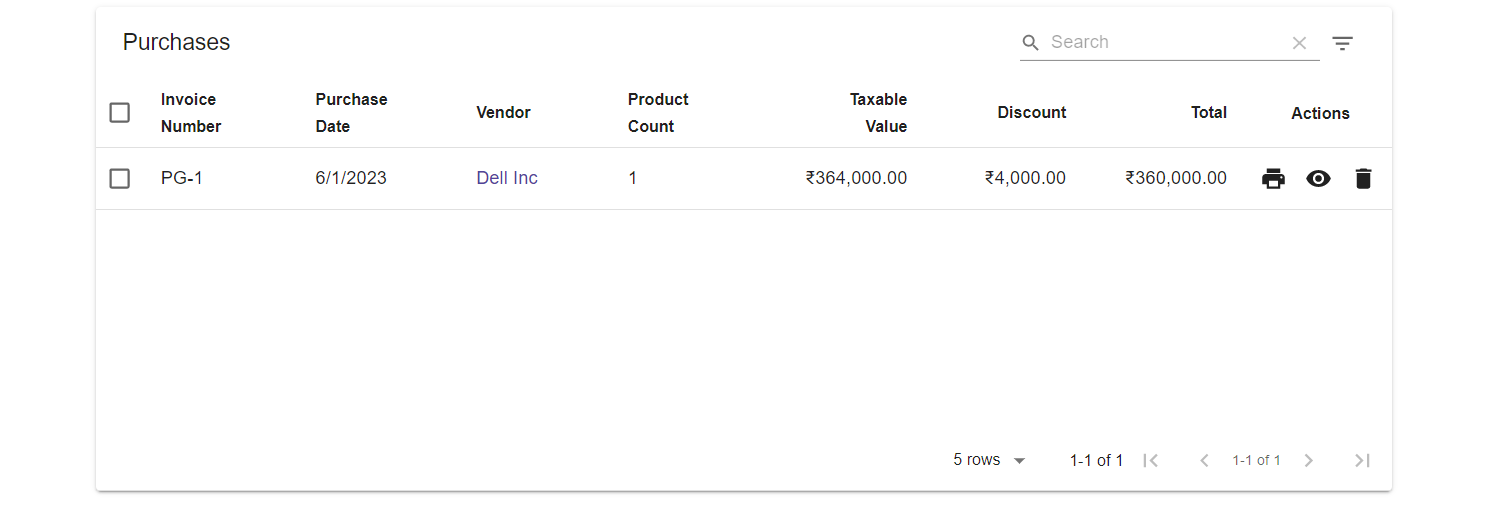 Purchases
Search
Invoice Number Purchase Date Vendor Product Count Taxable Value Discount Total Actions
PG-1 6/1/2023 Dell Inc 1 ₹364,000.00 ₹4,000.00 ₹360,000.00
5 rows 1-1 of 1 1-1 of 1